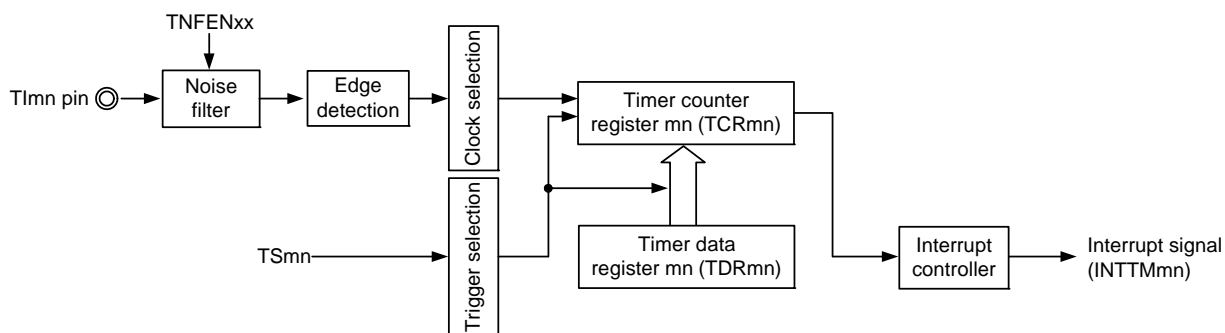 TNFENxx
TImn pin
Noise
filter
Edge
detection
Clock selection
Timer counter
register mn (TCRmn)
TSmn
Trigger selection
Timer data
register mn (TDRmn)
Interrupt
controller
Interrupt signal
(INTTMmn)